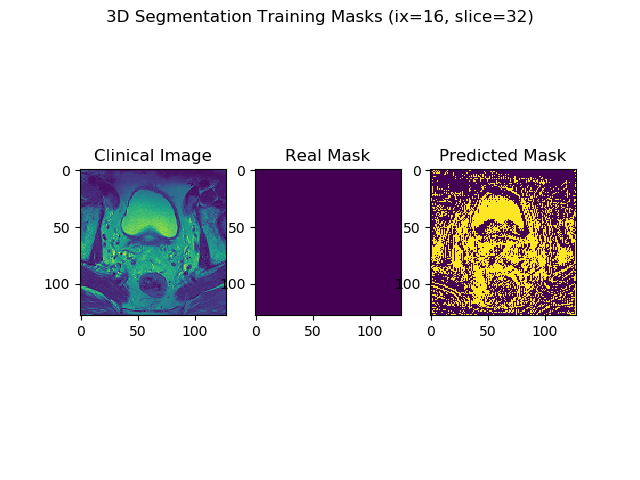 3D Segmentation Training Masks (ix=16, slice=32)
Clinical Image Real Mask Predicted Mask
0 0 0
50 50 50
100 100 100
0 50 100 0 50 100 0 50 100